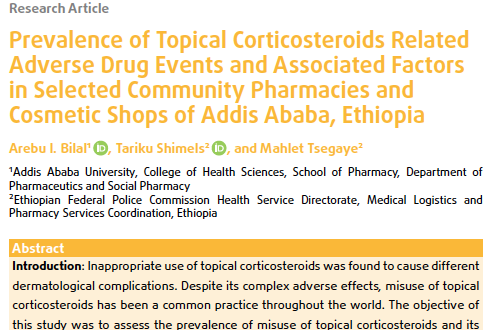 Research Article
Prevalence of Topical Corticosteroids Related
Adverse Drug Events and Associated Factors
in Selected Community Pharmacies and
Cosmetic Shops of Addis Ababa, Ethiopia
Arebu I. Bilal¹ iD, Tariku Shimels² iD, and Mahlet Tsegaye²
¹Addis Ababa University, College of Health Sciences, School of Pharmacy, Department of
Pharmaceutics and Social Pharmacy
²Ethiopian Federal Police Commission Health Service Directorate, Medical Logistics and
Pharmacy Services Coordination, Ethiopia
Abstract
Introduction: Inappropriate use of topical corticosteroids was found to cause different
dermatological complications. Despite its complex adverse effects, misuse of topical
corticosteroids has been a common practice throughout the world. The objective of
this study was to assess the prevalence of misuse of topical corticosteroids and its